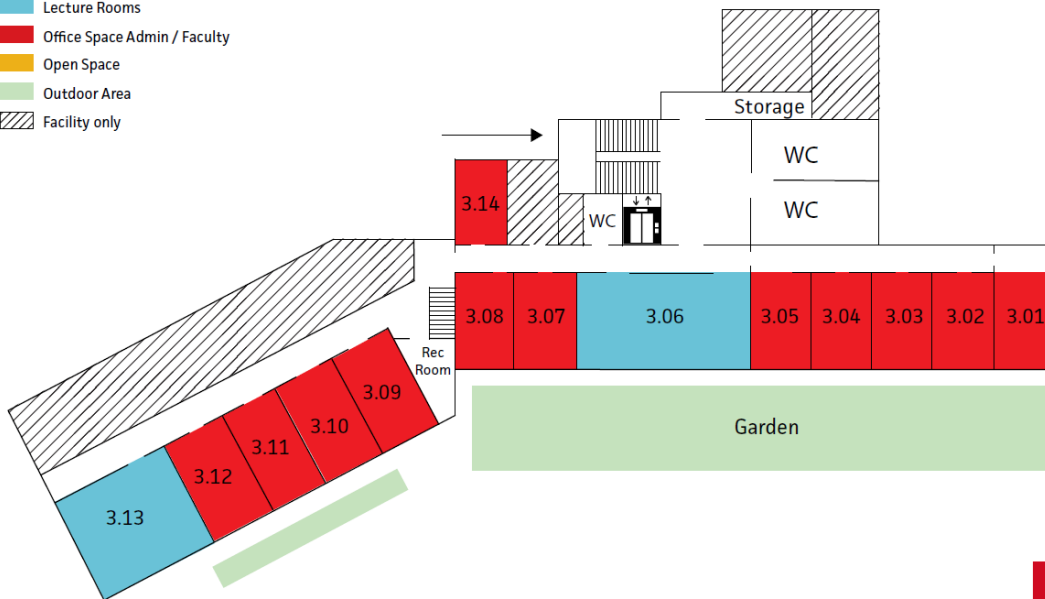 Lecture Rooms
Office Space Admin / Faculty
Open Space
Outdoor Area
Facility only
Storage
WC
WC
WC
3.14
3.08
3.07
3.06
3.05
3.04
3.03
3.02
3.01
Rec
Room
3.09
3.10
3.11
3.12
3.13
Garden